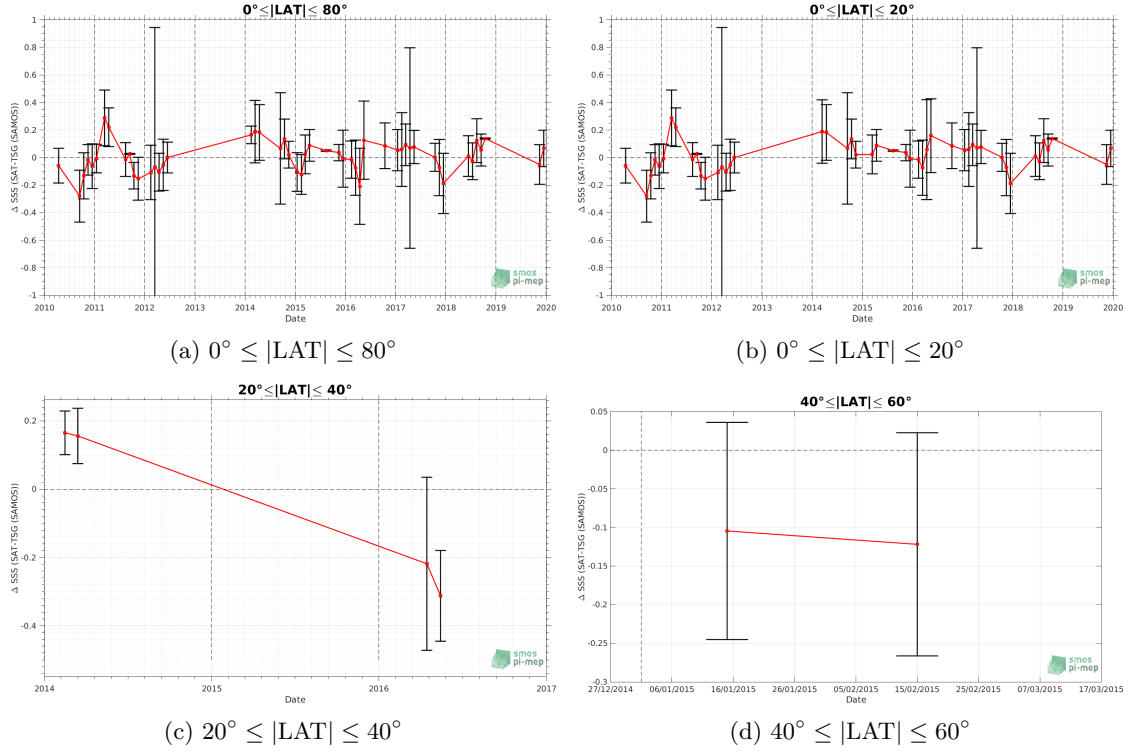 0°≤|LAT|≤ 80°
Δ SSS (SAT-TSG (SAMOS))
1
0.8
0.6
0.4
0.2
0
-0.2
-0.4
-0.6
-0.8
-1
2010 2011 2012 2013 2014 2015 2016 2017 2018 2019 2020
Date
smos
pi-mep
(a) 0° ≤ |LAT| ≤ 80°
0°≤|LAT|≤ 20°
Δ SSS (SAT-TSG (SAMOS))
1
0.8
0.6
0.4
0.2
0
-0.2
-0.4
-0.6
-0.8
-1
2010 2011 2012 2013 2014 2015 2016 2017 2018 2019 2020
Date
smos
pi-mep
(b) 0° ≤ |LAT| ≤ 20°
20°≤|LAT|≤ 40°
Δ SSS (SAT-TSG (SAMOS))
0.2
0
-0.2
-0.4
2014 2015 2016 2017
Date
smos
pi-mep
(c) 20° ≤ |LAT| ≤ 40°
40°≤|LAT|≤ 60°
Δ SSS (SAT-TSG (SAMOS))
0.05
0
-0.05
-0.1
-0.15
-0.2
-0.25
-0.3
27/12/2014 06/01/2015 16/01/2015 26/01/2015 05/02/2015 15/02/2015 25/02/2015 07/03/2015 17/03/2015
Date
smos
pi-mep
(d) 40° ≤ |LAT| ≤ 60°